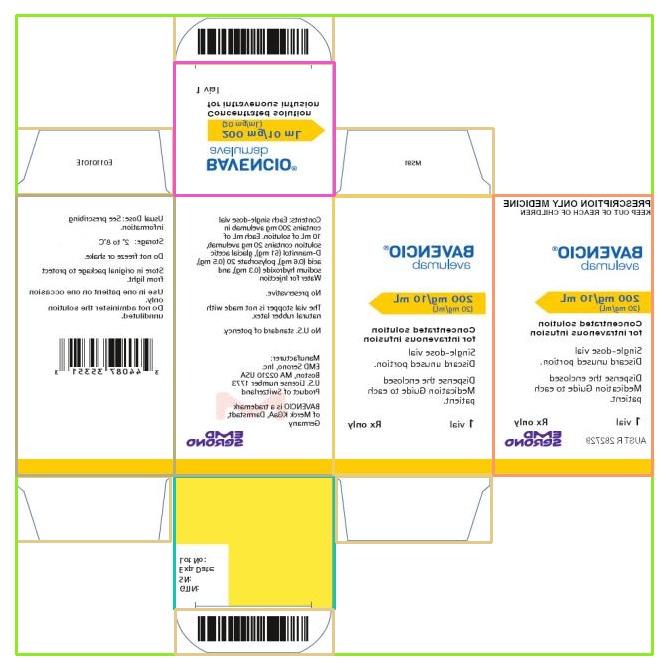 BAVENCIO®
avelumab
200 mg/10 mL
(20 mg/mL)
Concentrated solution
for intravenous infusion
1 vial
PRESCRIPTION ONLY MEDICINE
KEEP OUT OF REACH OF CHILDREN
BAVENCIO®
avelumab
200 mg/10 mL
(20 mg/mL)
Concentrated solution
for intravenous infusion
Single-dose vial
Discard unused portion.
Dispense the enclosed
Medication Guide to each
patient.
1 vial Rx only
AUST R 282729
EMD
SERONO
BAVENCIO®
avelumab
200 mg/10 mL
(20 mg/mL)
Concentrated solution
for intravenous infusion
Single-dose vial
Discard unused portion.
Dispense the enclosed
Medication Guide to each
patient.
1 vial Rx only
Contents: Each single-dose vial
contains 200 mg avelumab in
10 mL of solution. Each mL of
solution contains 20 mg avelumab,
D-mannitol (51 mg), glacial acetic
acid (0.6 mg), polysorbate 20 (0.5 mg),
sodium hydroxide (0.3 mg), and
Water for Injection
No preservative.
The vial stopper is not made with
natural rubber latex.
No U.S. standard of potency
Manufacturer:
EMD Serono, Inc.
Boston, MA 02210 USA
U.S. License number 1773
Product of Switzerland
BAVENCIO is a trademark
of Merck KGaA, Darmstadt,
Germany
EMD
SERONO
Usual Dose: See prescribing
information.
Storage: 2° to 8°C
Do not freeze or shake.
Store in original package to protect
from light.
Use in one patient on one occasion
only.
Do not administer the solution
undiluted.
3 44087 35351 3
Lot No:
Exp Date
SN:
GTIN: